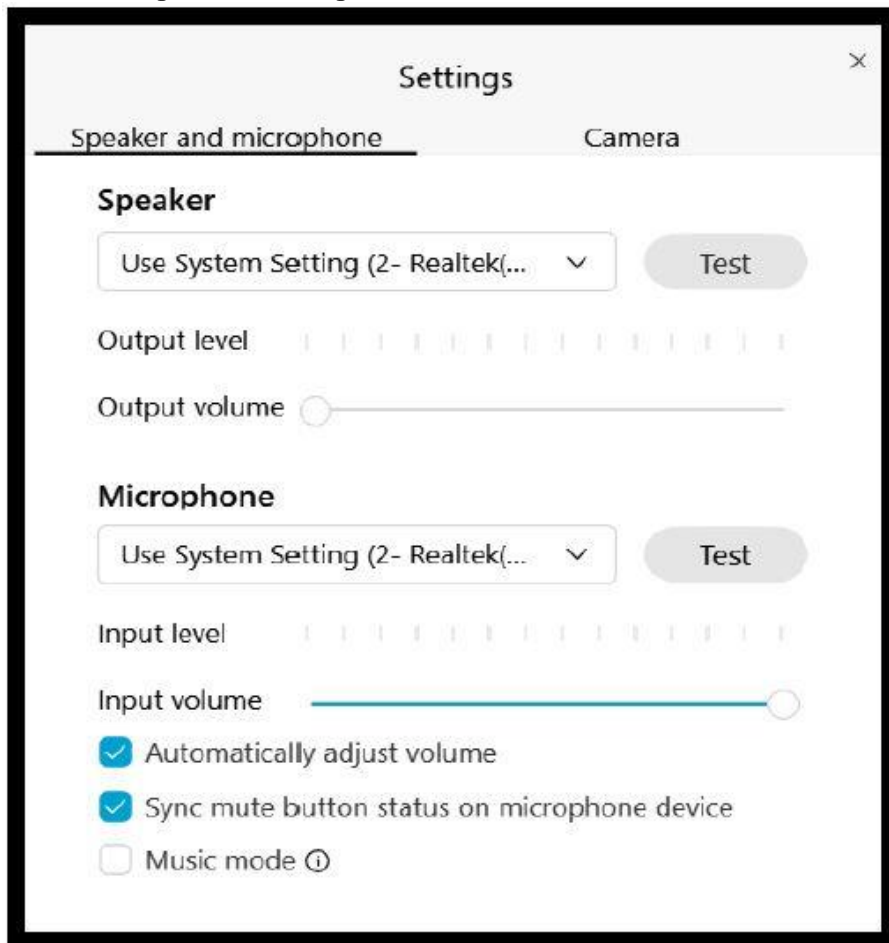 Settings
Speaker and microphone
Camera
Speaker
Use System Setting (2- Realtek(...
Test
Output level
Output volume
Microphone
Use System Setting (2- Realtek(...
Test
Input level
Input volume
Automatically adjust volume
Sync mute button status on microphone device
Music mode